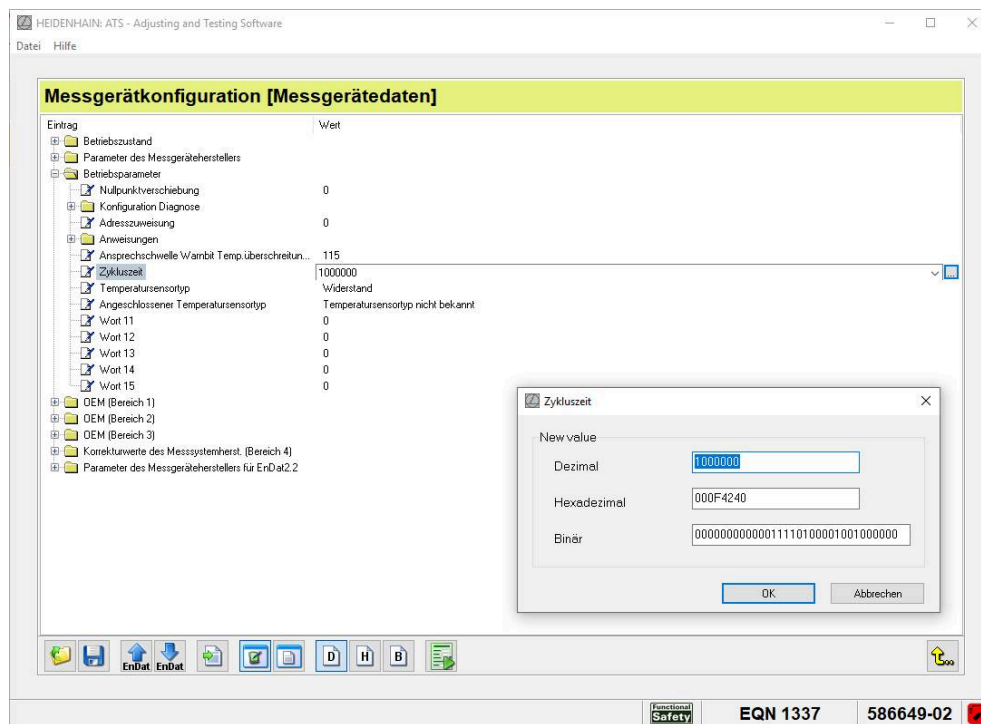 HEIDENHAIN: ATS - Adjusting and Testing Software
Datei Hilfe
Messgerätkonfiguration [Messgerätedaten]
Eintrag Wert
Betriebszustand
Parameter des Messgeräteherstellers
Betriebsparameter
Nullpunktverschiebung 0
Konfiguration Diagnose
Adresszuweisung 0
Anweisungen
Ansprechschwelle Warnbit Temp.überschreitun... 115
Zykluszeit 1000000 ...
Temperatursensortyp Widerstand
Angeschlossener Temperatursensortyp Temperatursensortyp nicht bekannt
Wort 11 0
Wort 12 0
Wort 13 0
Wort 14 0
Wort 15 0
OEM (Bereich 1)
OEM (Bereich 2)
OEM (Bereich 3)
Korrekturwerte des Messsystemherst. (Bereich 4)
Parameter des Messgeräteherstellers für EnDat2.2
Zykluszeit
New value
Dezimal 1000000
Hexadezimal 000F4240
Binär 00000000000011110100001001000000
OK Abbrechen
EnDat EnDat D H B
Functional Safety EQN 1337 586649-02